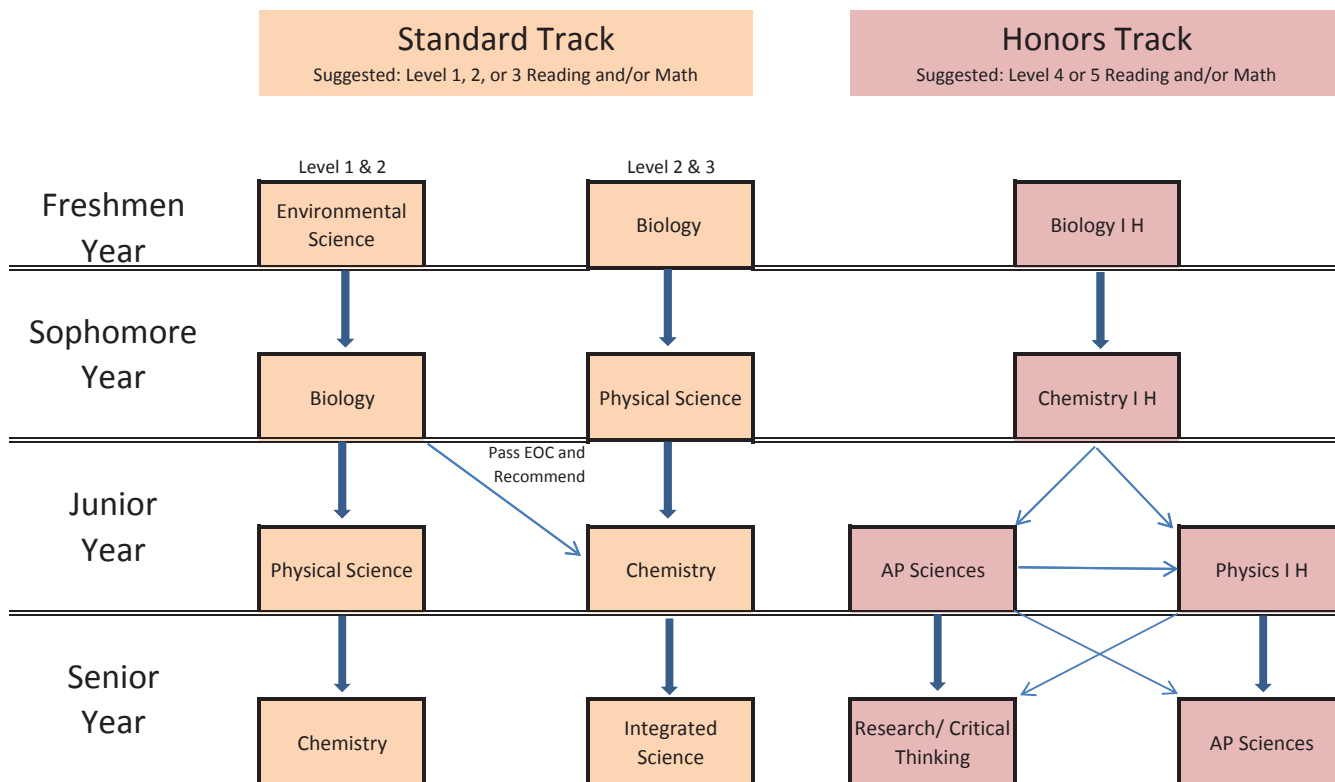 Standard Track
Suggested: Level 1, 2, or 3 Reading and/or Math
Honors Track
Suggested: Level 4 or 5 Reading and/or Math
Level 1 & 2
Level 2 & 3
Freshmen
Year
Environmental
Science
Biology
Biology I H
Sophomore
Year
Biology
Physical Science
Chemistry I H
Pass EOC and
Recommend
Junior
Year
Physical Science
Chemistry
AP Sciences
Physics I H
Senior
Year
Chemistry
Integrated
Science
Research/ Critical
Thinking
AP Sciences